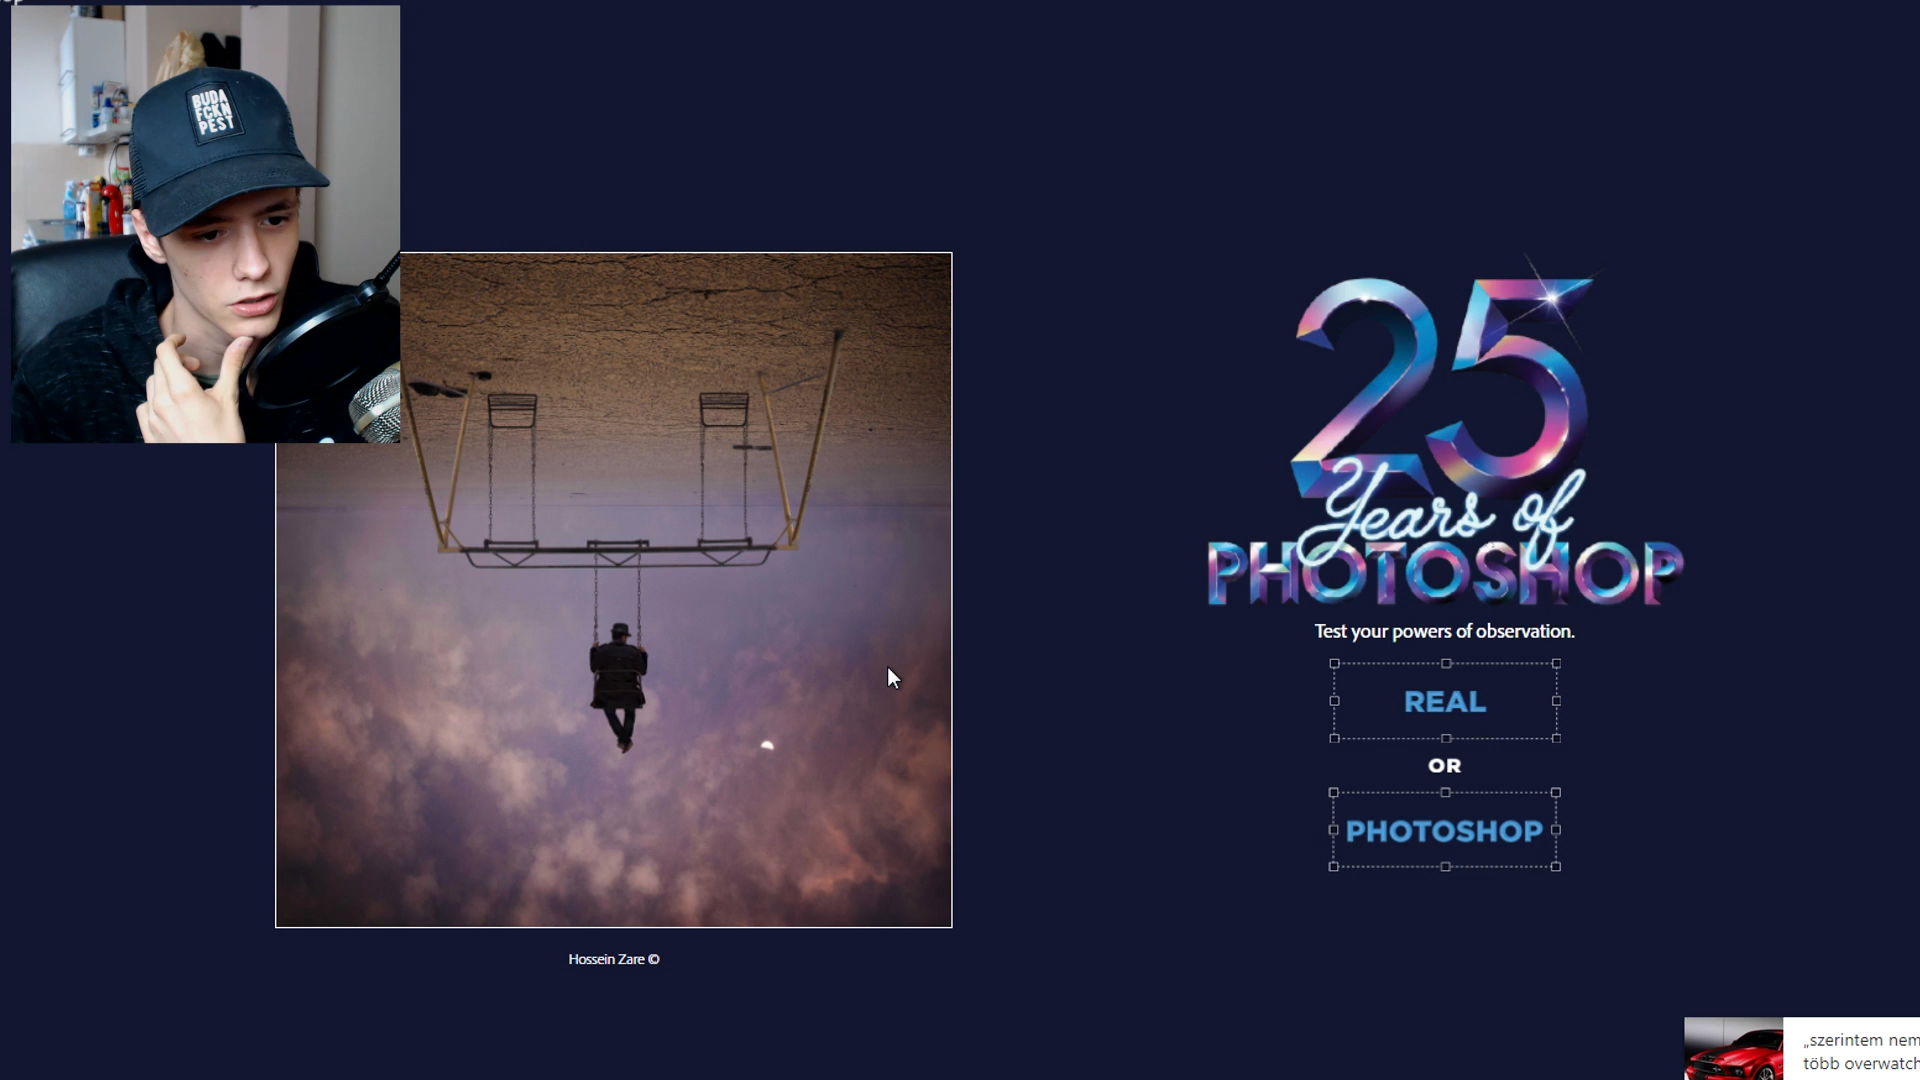 BUDA
FCKN
PEST
25
Years of
PHOTOSHOP
Test your powers of observation.
REAL
OR
PHOTOSHOP
Hossein Zare ©
„szerintem nem
több overwatch